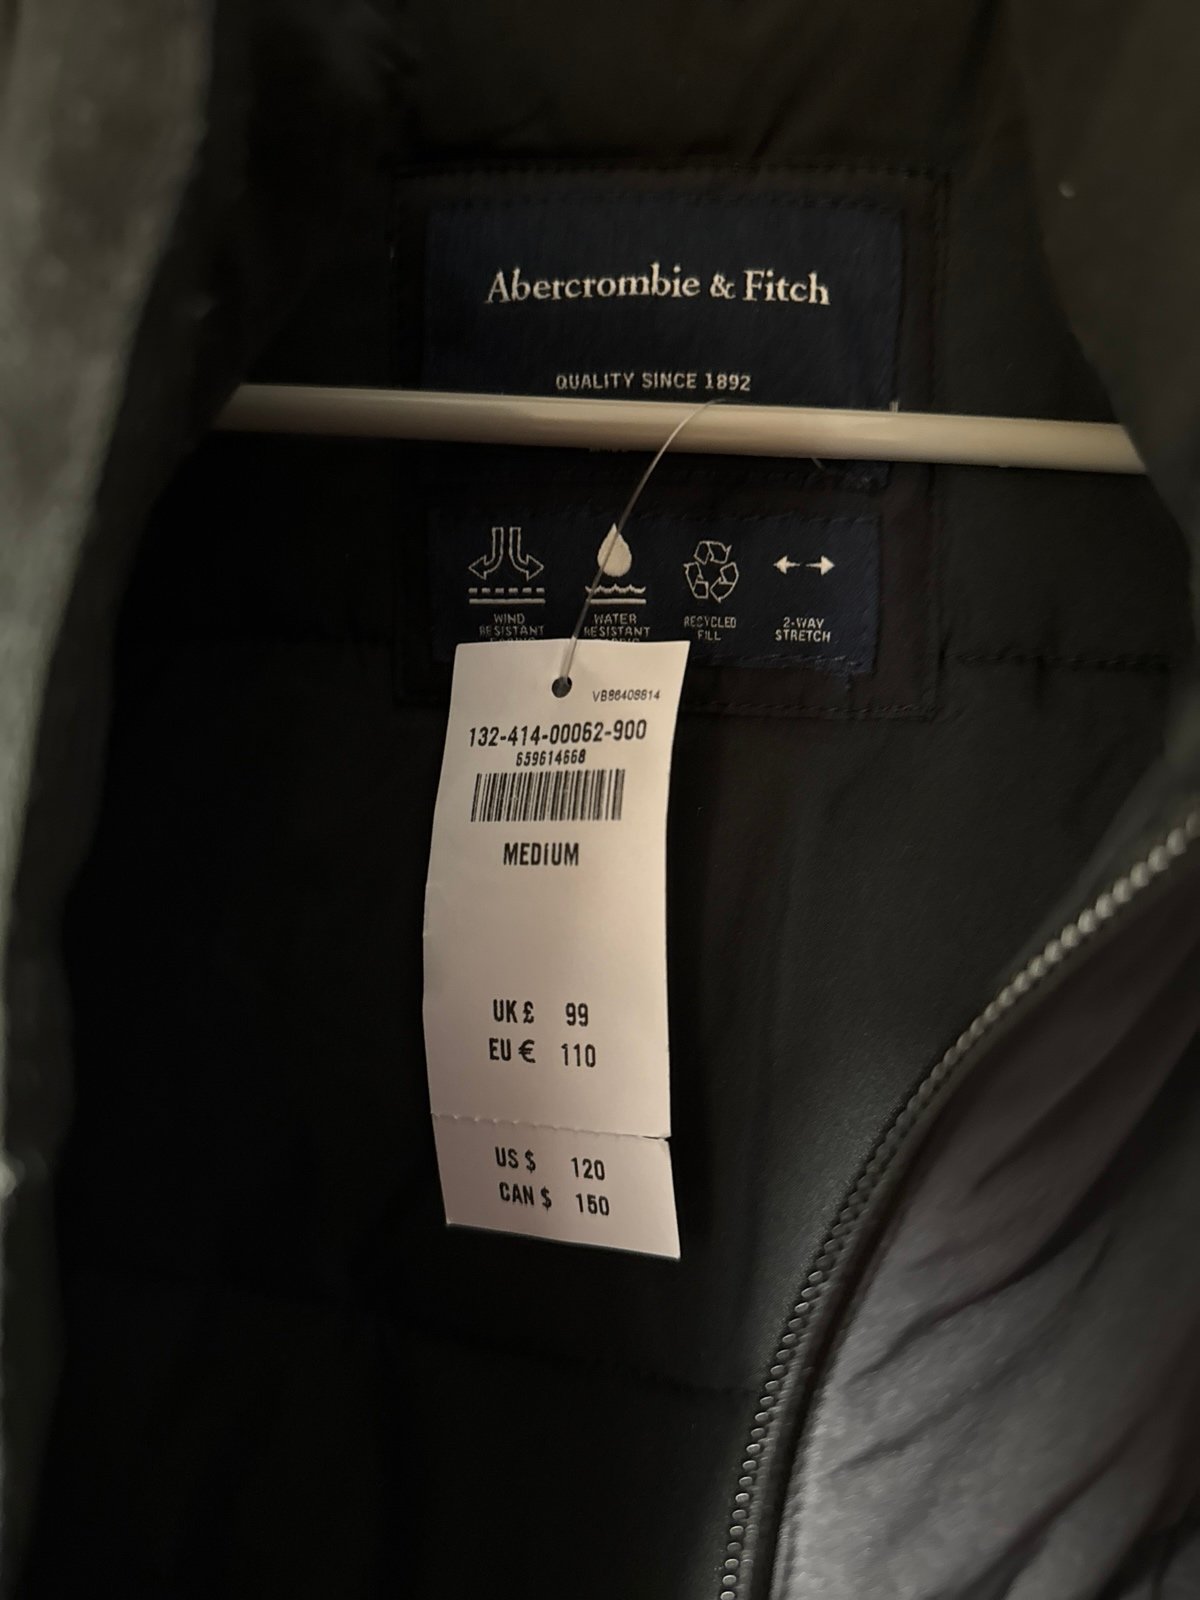 Abercrombie & Fitch
QUALITY SINCE 1892
WIND
RESISTANT
WATER
RESISTANT
RECYCLED
FILL
2-WAY
STRETCH
VB86408814
132-414-00062-900
659614668
MEDIUM
UK £ 99
EU € 110
US $ 120
CAN $ 150